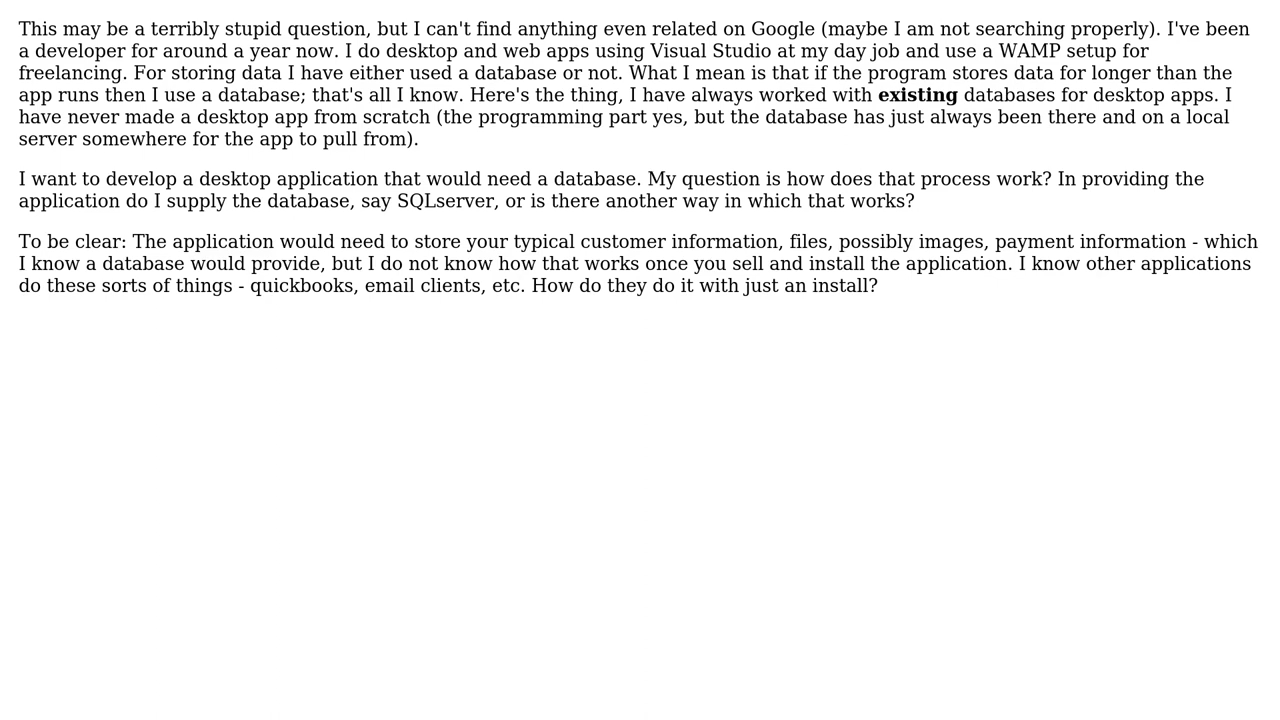 This may be a terribly stupid question, but I can't find anything even related on Google (maybe I am not searching properly). I've been
a developer for around a year now. I do desktop and web apps using Visual Studio at my day job and use a WAMP setup for
freelancing. For storing data I have either used a database or not. What I mean is that if the program stores data for longer than the
app runs then I use a database; that's all I know. Here's the thing, I have always worked with existing databases for desktop apps. I
have never made a desktop app from scratch (the programming part yes, but the database has just always been there and on a local
server somewhere for the app to pull from).
I want to develop a desktop application that would need a database. My question is how does that process work? In providing the
application do I supply the database, say SQLserver, or is there another way in which that works?
To be clear: The application would need to store your typical customer information, files, possibly images, payment information - which
I know a database would provide, but I do not know how that works once you sell and install the application. I know other applications
do these sorts of things - quickbooks, email clients, etc. How do they do it with just an install?